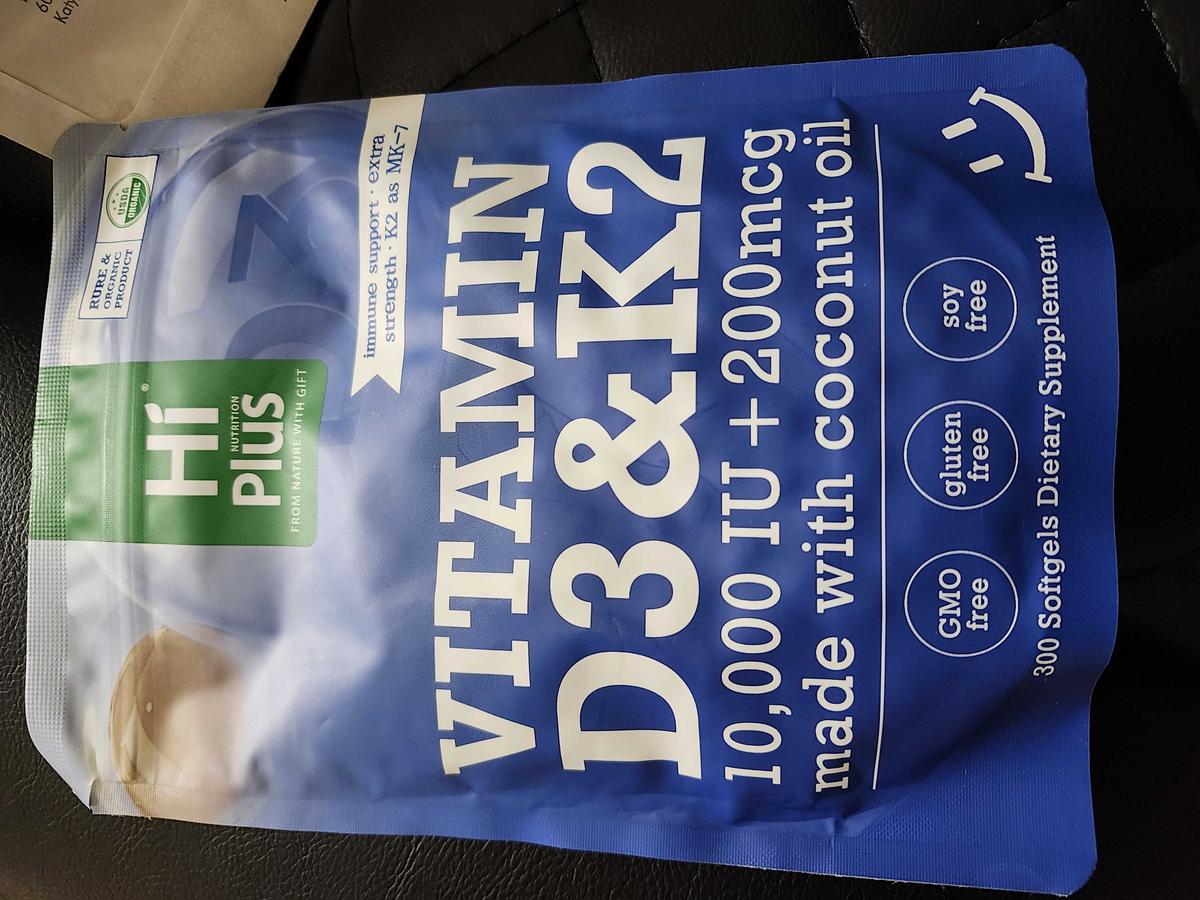 Hi
NUTRITION
Plus
®
FROM NATURE WITH GIFT
RURE &
ORGANIC
PRODUCT
USDA
ORGANIC
D3
immune support · extra
strength · K2 as MK-7
VITAMIN
D3 & K2
10,000 IU + 200mcg
made with coconut oil
GMO
free
gluten
free
soy
free
300 Softgels Dietary Supplement